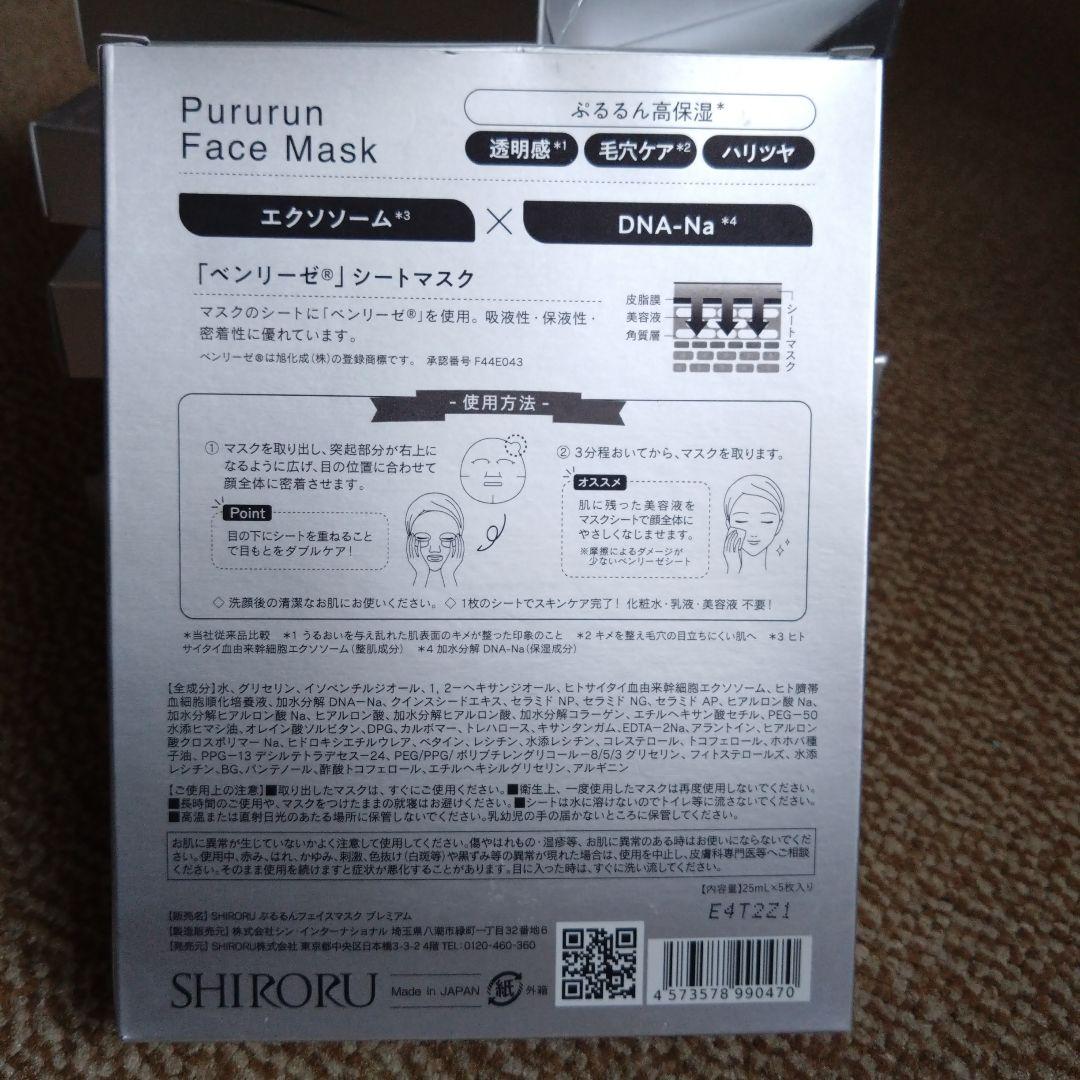 Pururun
Face Mask
ぷるるん高保湿*
透明感*1
毛穴ケア*2
ハリツヤ
エクソソーム*3
×
DNA-Na*4
「ベンリーゼ®」シートマスク
マスクのシートに「ベンリーゼ®」を使用。吸液性・保液性・
密着性に優れています。
ベンリーゼ®は旭化成(株)の登録商標です。 承認番号 F44E043
皮脂膜
美容液
角質層
シートマスク
- 使用方法 -
① マスクを取り出し、突起部分が右上に
なるように広げ、目の位置に合わせて
顔全体に密着させます。
Point
目の下にシートを重ねること
で目もとをダブルケア!
② 3分程おいてから、マスクを取ります。
オススメ
肌に残った美容液を
マスクシートで顔全体に
やさしくなじませます。
※摩擦によるダメージが
少ないベンリーゼシート
◇ 洗顔後の清潔なお肌にお使いください。 ◇ 1枚のシートでスキンケア完了! 化粧水・乳液・美容液 不要!
*当社従来品比較 *1 うるおいを与え乱れた肌表面のキメが整った印象のこと *2 キメを整え毛穴の目立ちにくい肌へ *3 ヒト
サイタイ血由来幹細胞エクソソーム(整肌成分) *4 加水分解 DNA-Na(保湿成分)
【全成分】水、グリセリン、イソペンチルジオール、1, 2-ヘキサンジオール、ヒトサイタイ血由来幹細胞エクソソーム、ヒト臍帯
血細胞順化培養液、加水分解 DNA-Na、クインスシードエキス、セラミド NP、セラミド NG、セラミド AP、ヒアルロン酸 Na、
加水分解ヒアルロン酸 Na、ヒアルロン酸、加水分解ヒアルロン酸、加水分解コラーゲン、エチルヘキサン酸セチル、PEG-50
水添ヒマシ油、オレイン酸ソルビタン、DPG、カルボマー、トレハロース、キサンタンガム、EDTA-2Na、アラントイン、ヒアルロン
酸クロスポリマー Na、ヒドロキシエチルウレア、ベタイン、レシチン、水添レシチン、コレステロール、トコフェロール、ホホバ種
子油、PPG-13 デシルテトラデセス-24、PEG/PPG/ ポリブチレングリコール-8/5/3 グリセリン、フィトステロールズ、水添
レシチン、BG、パンテノール、酢酸トコフェロール、エチルヘキシルグリセリン、アルギニン
【ご使用上の注意】■取り出したマスクは、すぐにご使用ください。■衛生上、一度使用したマスクは再度使用しないでください。
■長時間のご使用や、マスクをつけたままの就寝はお避けください。■シートは水に溶けないのでトイレ等に流さないでください。
■高温または直射日光のあたる場所に保管しないでください。乳幼児の手の届かないところに保管してください。
お肌に異常が生じていないかよく注意して使用してください。傷やはれもの・湿疹等、お肌に異常のある時はお使いにならないでくだ
さい。使用中、赤み、はれ、かゆみ、刺激、色抜け(白斑等)や黒ずみ等の異常が現れた場合は、使用を中止し、皮膚科専門医等へご相談
ください。そのまま使用を続けますと症状が悪化することがあります。目に入った時は、すぐに洗い流してください。
【内容量】25mL×5枚入り
E4T2Z1
【販売名】SHIRORU ぷるるんフェイスマスク プレミアム
【製造販売元】株式会社シン・インターナショナル 埼玉県八潮市緑町一丁目32番地6
【発売元】SHIRORU株式会社 東京都中央区日本橋3-3-2 4階 TEL:0120-460-360
SHIRORU
Made in JAPAN
紙
外箱
4 573578 990470